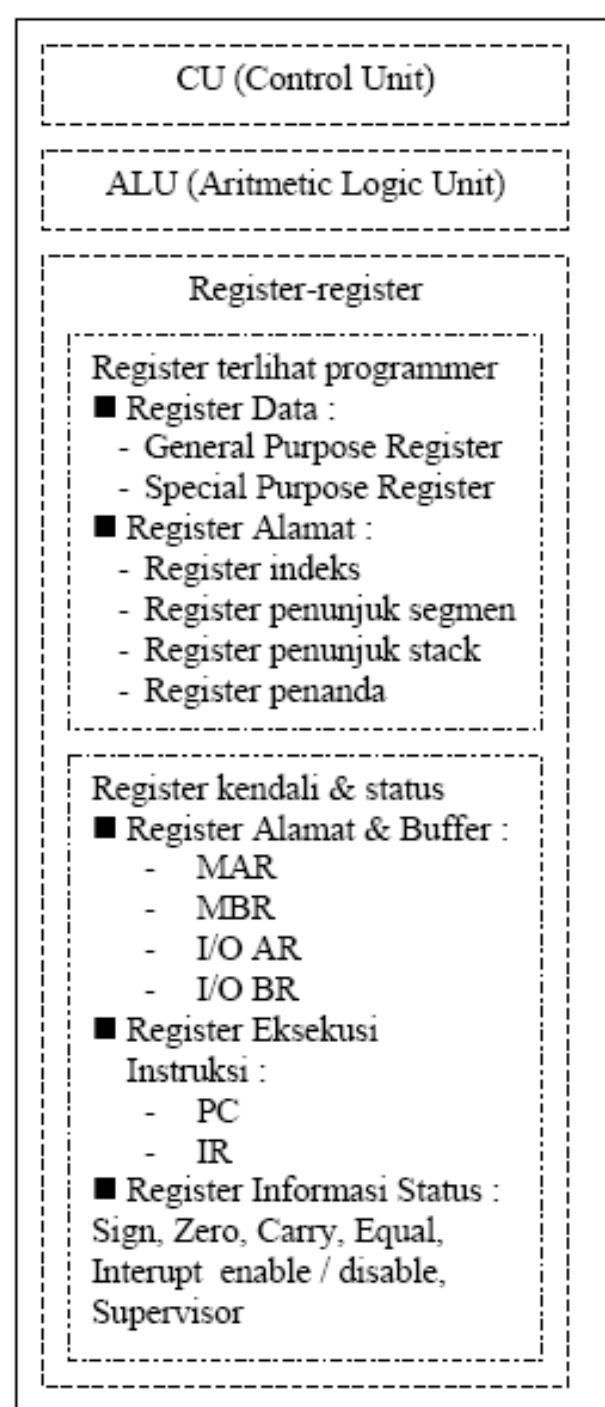 CU (Control Unit)
ALU (Aritmetic Logic Unit)
Register-register
Register terlihat programmer
■ Register Data :
- General Purpose Register
- Special Purpose Register
■ Register Alamat :
- Register indeks
- Register penunjuk segmen
- Register penunjuk stack
- Register penanda
Register kendali & status
■ Register Alamat & Buffer :
- MAR
- MBR
- I/O AR
- I/O BR
■ Register Eksekusi
Instruksi :
- PC
- IR
■ Register Informasi Status :
Sign, Zero, Carry, Equal,
Interupt enable / disable,
Supervisor